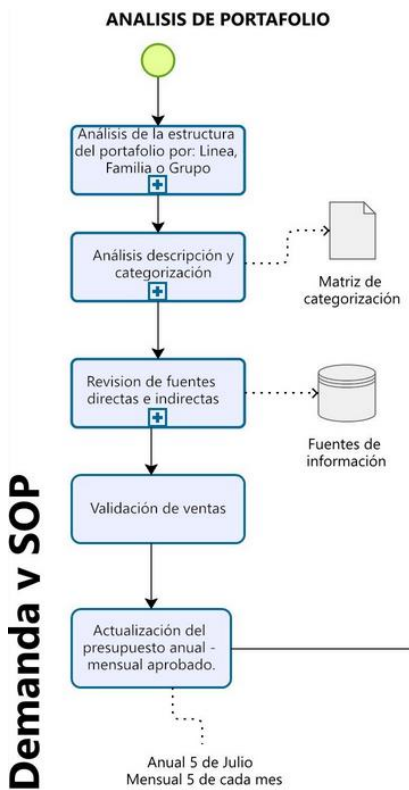 ANALISIS DE PORTAFOLIO
Análisis de la estructura
del portafolio por: Linea,
Familia o Grupo
Análisis descripción y
categorización
Matriz de
categorización
Revision de fuentes
directas e indirectas
Fuentes de
información
Validación de ventas
Actualización del
presupuesto anual -
mensual aprobado.
Anual 5 de Julio
Mensual 5 de cada mes
Demanda y SOP